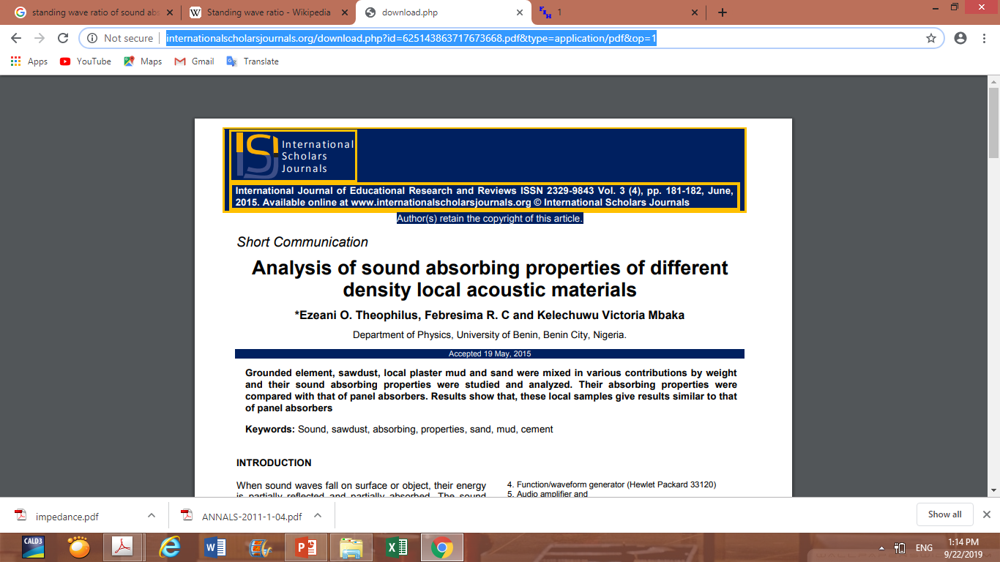 standing wave ratio of sound abs
Standing wave ratio - Wikipedia
download.php
1
Not secure
internationalscholarsjournals.org/download.php?id=625143863717673668.pdf&type=application/pdf&op=1
Apps
YouTube
Maps
Gmail
Translate
International
Scholars
Journals
International Journal of Educational Research and Reviews ISSN 2329-9843 Vol. 3 (4), pp. 181-182, June,
2015. Available online at www.internationalscholarsjournals.org © International Scholars Journals
Author(s) retain the copyright of this article.
Short Communication
Analysis of sound absorbing properties of different
density local acoustic materials
*Ezeani O. Theophilus, Febresima R. C and Kelechuwu Victoria Mbaka
Department of Physics, University of Benin, Benin City, Nigeria.
Accepted 19 May, 2015
Grounded element, sawdust, local plaster mud and sand were mixed in various contributions by weight
and their sound absorbing properties were studied and analyzed. Their absorbing properties were
compared with that of panel absorbers. Results show that, these local samples give results similar to that
of panel absorbers
Keywords: Sound, sawdust, absorbing, properties, sand, mud, cement
INTRODUCTION
When sound waves fall on surface or object, their energy
is partially reflected and partially absorbed. The sound
4. Function/waveform generator (Hewlet Packard 33120)
5. Audio amplifier and
impedance.pdf
ANNALS-2011-1-04.pdf
Show all
CALD3
ENG
1:14 PM
9/22/2019